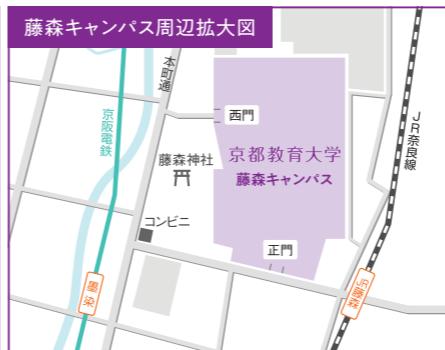 藤森キャンパス周辺拡大図
本町通
西門
京阪電鉄
JR奈良線
京都教育大学
藤森キャンパス
藤森神社
コンビニ
正門
墨染
JR藤森